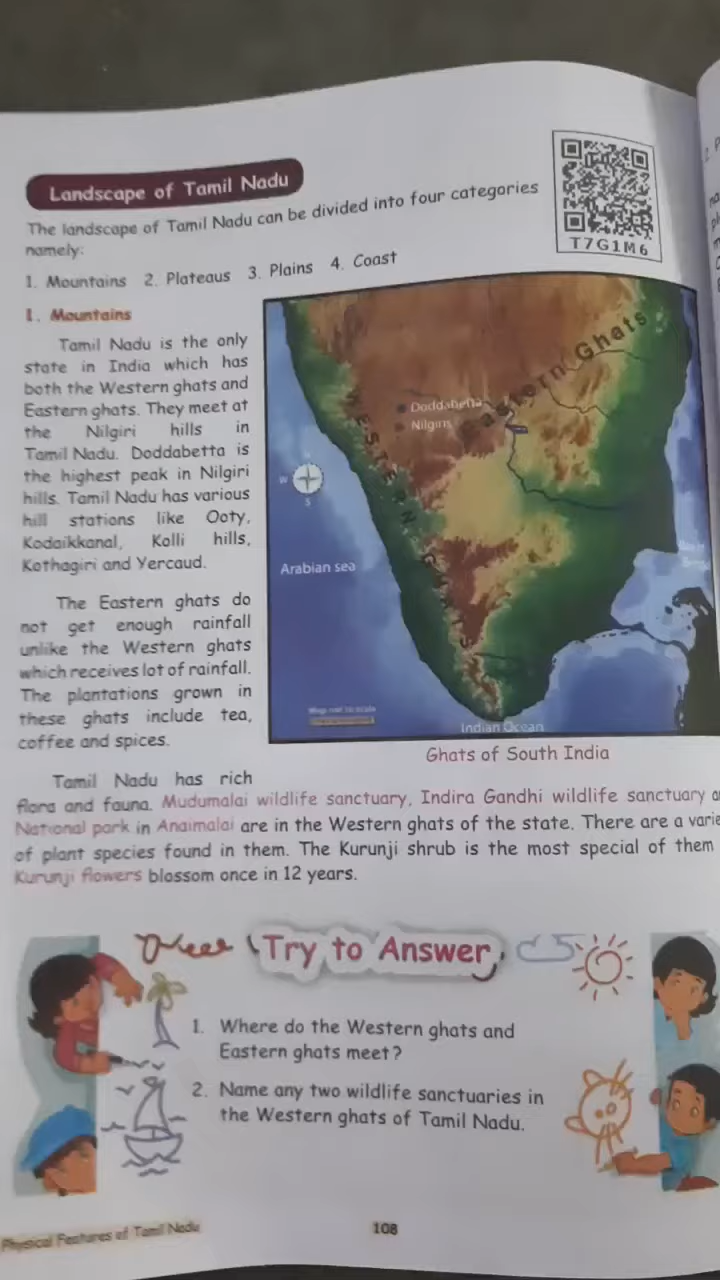 Landscape of Tamil Nadu
The landscape of Tamil Nadu can be divided into four categories
namely:
1. Mountains 2. Plateaus 3. Plains 4. Coast
T7G1M6
1. Mountains
Tamil Nadu is the only
state in India which has
both the Western ghats and
Eastern ghats. They meet at
the Nilgiri hills in
Tamil Nadu. Doddabetta is
the highest peak in Nilgiri
hills. Tamil Nadu has various
hill stations like Ooty,
Kodaikkanal, Kolli hills,
Kothagiri and Yercaud.
The Eastern ghats do
not get enough rainfall
unlike the Western ghats
which receives lot of rainfall.
The plantations grown in
these ghats include tea,
coffee and spices.
Eastern Ghats
WESTERN GHATS
Doddabetta
Nilgiris
W
S
Arabian sea
Map not to scale
Indian Ocean
Ghats of South India
Tamil Nadu has rich
flora and fauna. Mudumalai wildlife sanctuary, Indira Gandhi wildlife sanctuary
National park in Anaimalai are in the Western ghats of the state. There are a
of plant species found in them. The Kurunji shrub is the most special of them
Kurunji flowers blossom once in 12 years.
Try to Answer
1. Where do the Western ghats and
Eastern ghats meet?
2. Name any two wildlife sanctuaries in
the Western ghats of Tamil Nadu.
Physical Features of Tamil Nadu
108